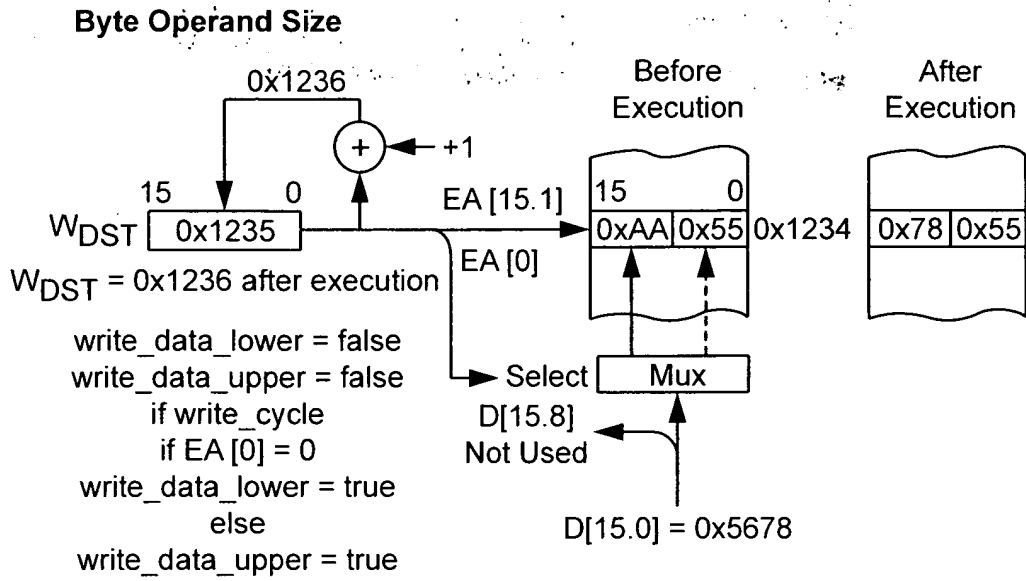 Byte Operand Size
0x1236
+
+1
15 0
WDST 0x1235
WDST = 0x1236 after execution
write_data_lower = false
write_data_upper = false
if write_cycle
if EA [0] = 0
write_data_lower = true
else
write_data_upper = true
EA [15.1]
EA [0]
Before
Execution
15 0
0xAA 0x55 0x1234
Select Mux
D[15.8]
Not Used
D[15.0] = 0x5678
After
Execution
0x78 0x55